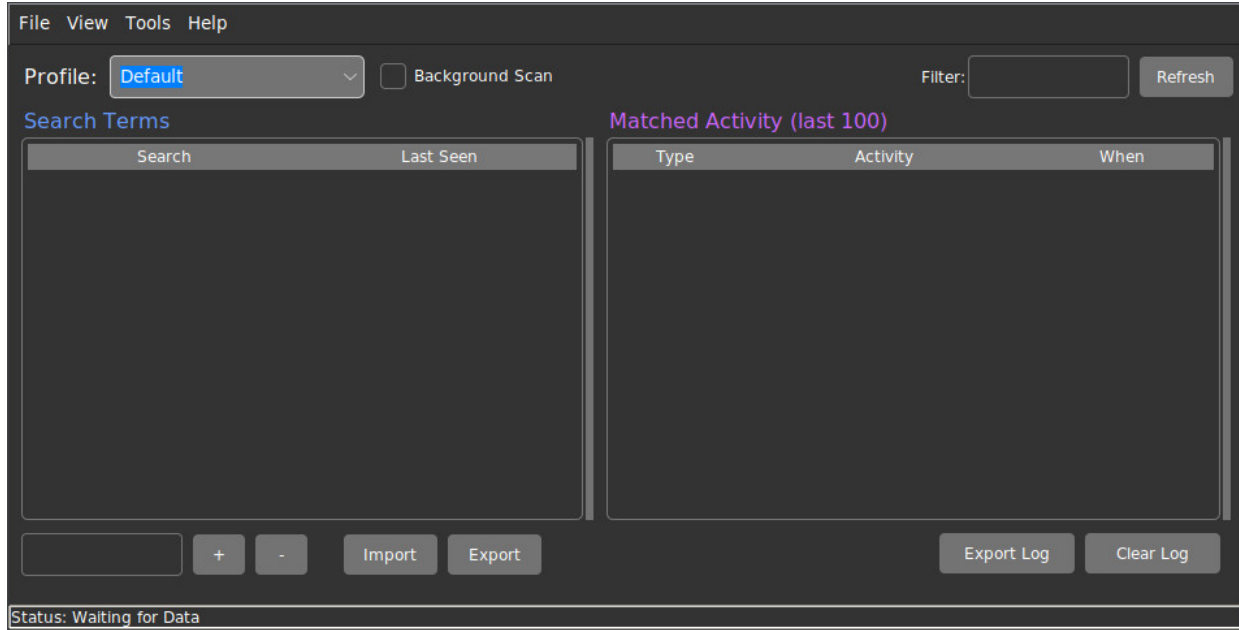 File View Tools Help
Profile: Default Background Scan Filter: Refresh
Search Terms Matched Activity (last 100)
Search Last Seen Type Activity When
+ - Import Export Export Log Clear Log
Status: Waiting for Data